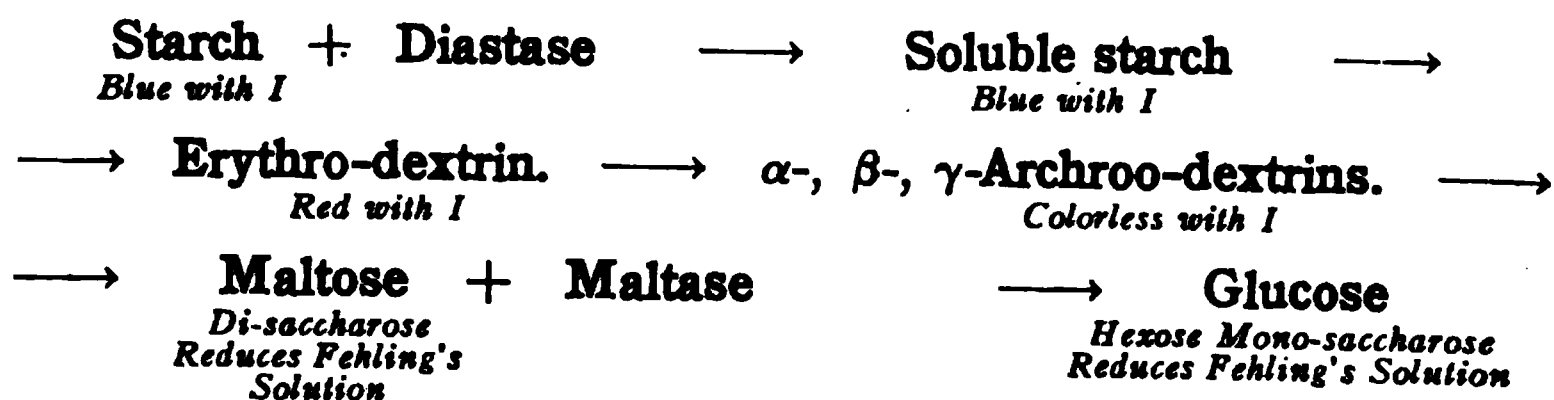 Starch + Diastase ⟶ Soluble starch ⟶
Blue with I Blue with I
⟶ Erythro-dextrin. ⟶ α-, β-, γ-Archroo-dextrins. ⟶
Red with I Colorless with I
⟶ Maltose + Maltase ⟶ Glucose
Di-saccharose Hexose Mono-saccharose
Reduces Fehling's Reduces Fehling's Solution
Solution